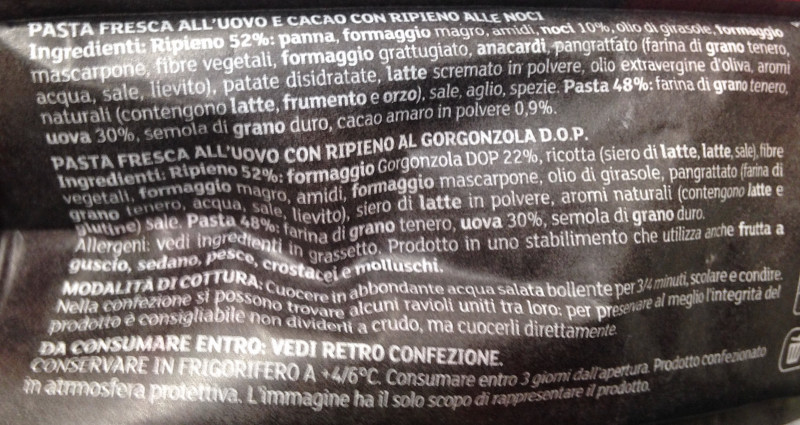 PASTA FRESCA ALL'UOVO E CACAO CON RIPIENO ALLE NOCI
Ingredienti: Ripieno 52%: panna, formaggio magro, amidi, noci 10%, olio di girasole, formaggio
mascarpone, fibre vegetali, formaggio grattugiato, anacardi, pangrattato (farina di grano tenero,
acqua, sale, lievito), patate disidratate, latte scremato in polvere, olio extravergine d'oliva, aromi
naturali (contengono latte, frumento e orzo), sale, aglio, spezie. Pasta 48%: farina di grano tenero,
uova 30%, semola di grano duro, cacao amaro in polvere 0,9%.
PASTA FRESCA ALL'UOVO CON RIPIENO AL GORGONZOLA D.O.P.
Ingredienti: Ripieno 52%: formaggio Gorgonzola DOP 22%, ricotta (siero di latte, latte, sale), fibre
vegetali, formaggio magro, amidi, formaggio mascarpone, olio di girasole, pangrattato (farina di
grano tenero, acqua, sale, lievito), siero di latte in polvere, aromi naturali (contengono latte e
glutine) sale. Pasta 48%: farina di grano tenero, uova 30%, semola di grano duro.
Allergeni: vedi ingredienti in grassetto. Prodotto in uno stabilimento che utilizza anche frutta a
guscio, sedano, pesce, crostacei e molluschi.
MODALITÀ DI COTTURA: Cuocere in abbondante acqua salata bollente per 3/4 minuti, scolare e condire.
Nella confezione si possono trovare alcuni ravioli uniti tra loro: per preservare al meglio l'integrità del
prodotto è consigliabile non dividerli a crudo, ma cuocerli direttamente.
DA CONSUMARE ENTRO: VEDI RETRO CONFEZIONE.
CONSERVARE IN FRIGORIFERO A +4/6°C. Consumare entro 3 giorni dall'apertura. Prodotto confezionato
in atmosfera protettiva. L'immagine ha il solo scopo di rappresentare il prodotto.